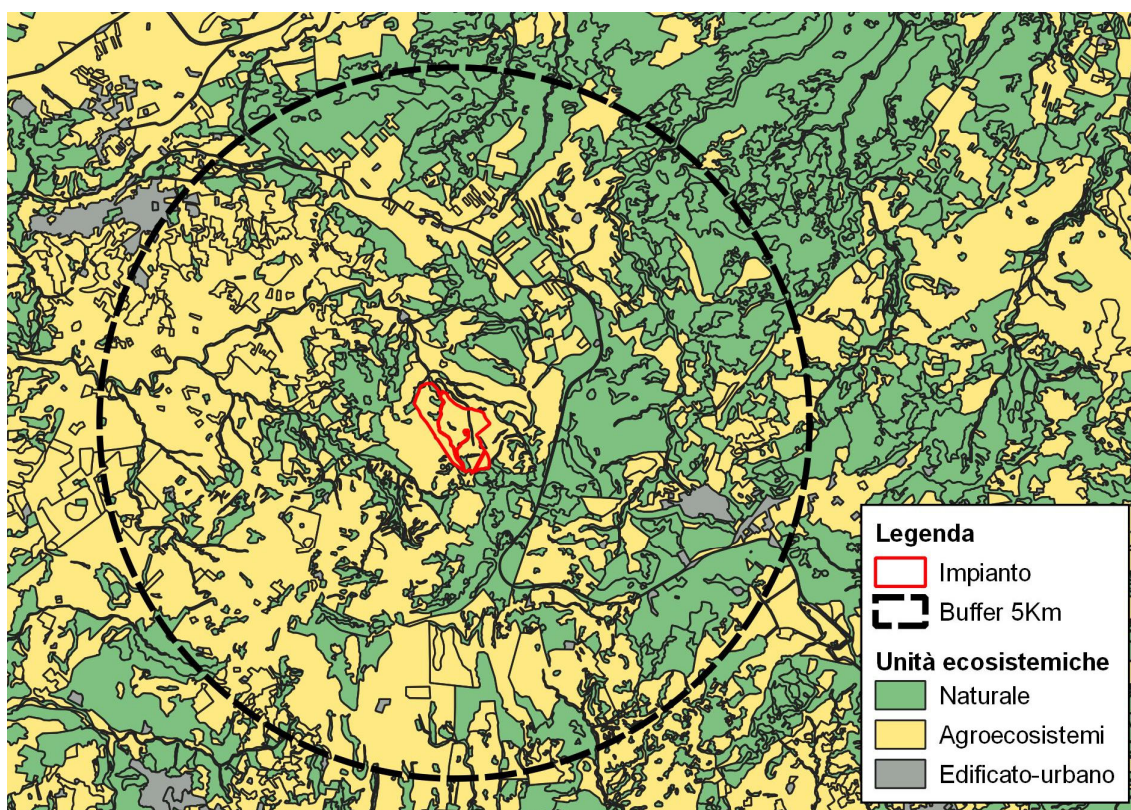 Legenda
Impianto
Buffer 5Km
Unità ecosistemiche
Naturale
Agroecosistemi
Edificato-urbano